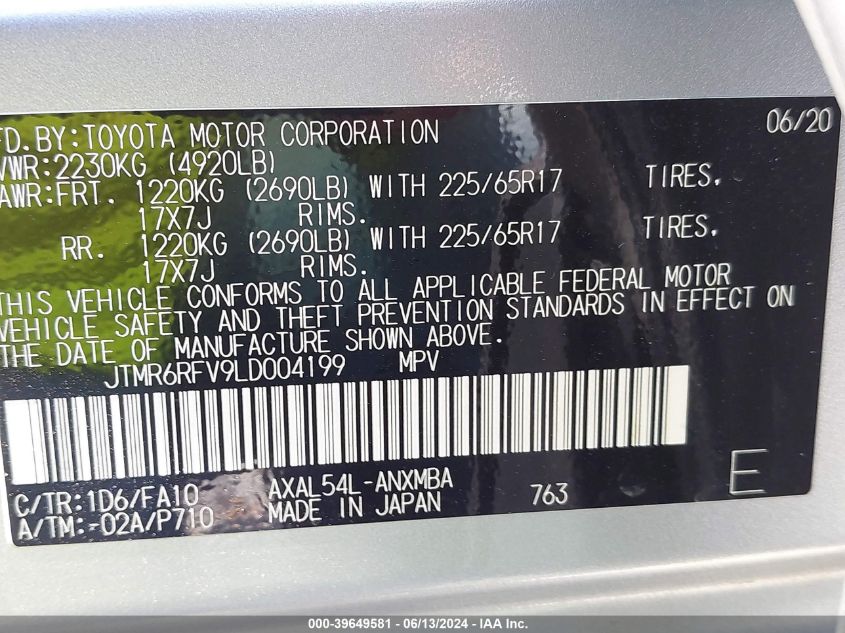 FD.BY:TOYOTA MOTOR CORPORATION 06/20
VWR:2230KG (4920LB)
AWR:FRT. 1220KG (2690LB) WITH 225/65R17 TIRES.
17X7J RIMS.
RR. 1220KG (2690LB) WITH 225/65R17 TIRES.
17X7J RIMS.
THIS VEHICLE CONFORMS TO ALL APPLICABLE FEDERAL MOTOR
VEHICLE SAFETY AND THEFT PREVENTION STANDARDS IN EFFECT ON
THE DATE OF MANUFACTURE SHOWN ABOVE.
JTMR6RFV9LD004199 MPV
C/TR:1D6/FA10 AXAL54L-ANXMBA 763 E
A/TM:-02A/P710 MADE IN JAPAN
000-39649581 - 06/13/2024 - IAA Inc.